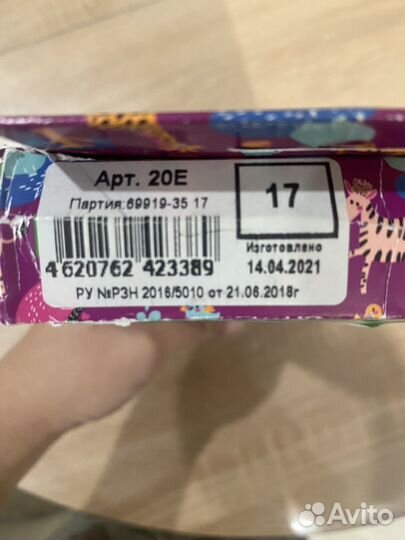 Арт. 20Е
Партия:69919-35 17
4 620762 423389
РУ №РЗН 2016/5010 от 21.06.2018г
17
Изготовлено
14.04.2021
Avito